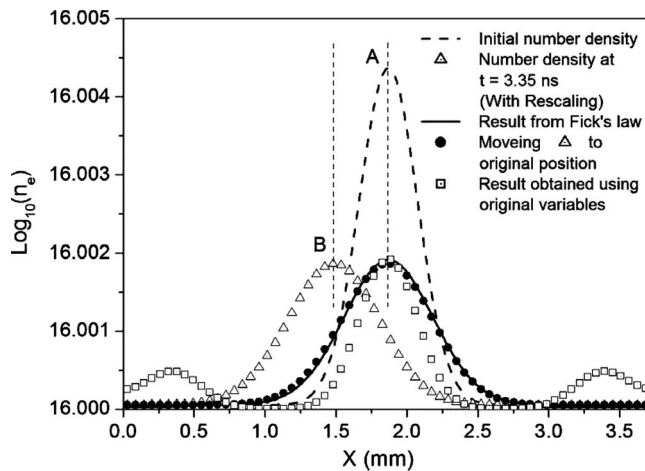 16.005
16.004
16.003
16.002
16.001
16.000
Log10(ne)
A
B
Initial number density
Number density at
t = 3.35 ns
(With Rescaling)
Result from Fick's law
Moveing △ to
original position
Result obtained using
original variables
0.0 0.5 1.0 1.5 2.0 2.5 3.0 3.5
X (mm)